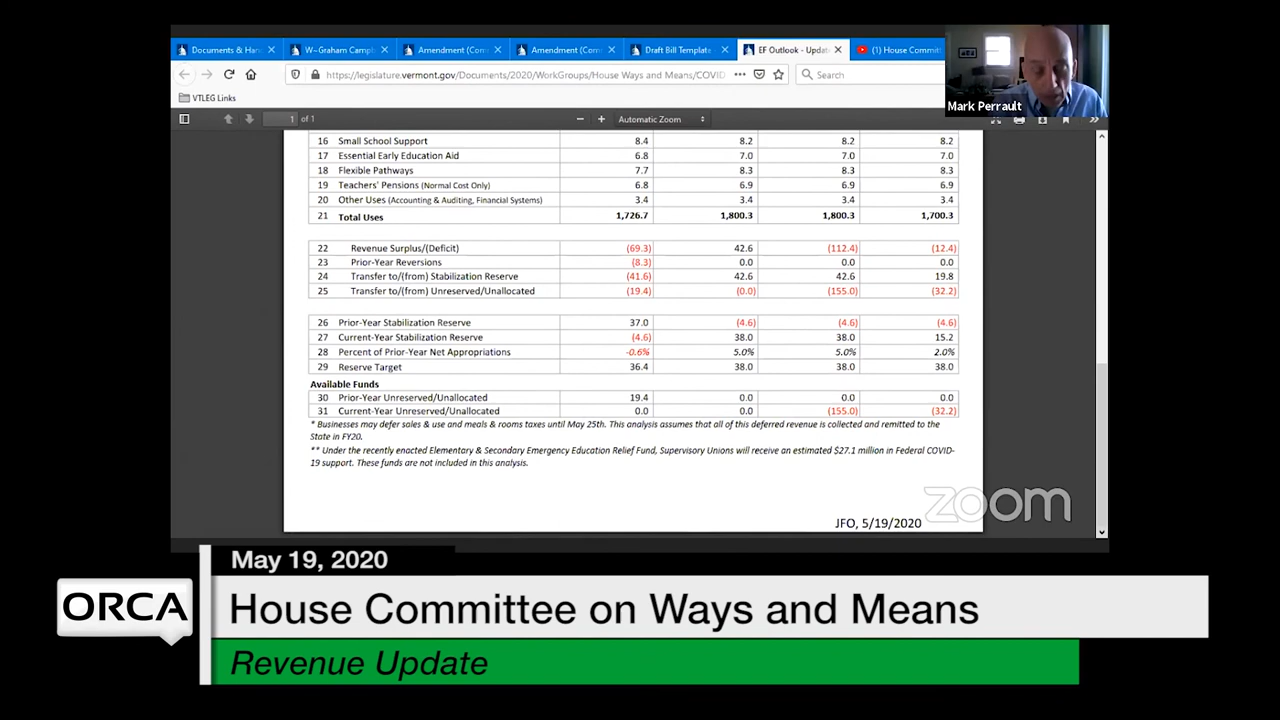 Documents & Han
W~Graham Campb
Amendment (Com
Amendment (Com
Draft Bill Template
EF Outlook - Updat
(1) House Committ
https://legislature.vermont.gov/Documents/2020/WorkGroups/House Ways and Means/COVID
Search
VTLEG Links
Mark Perrault
1 of 1
Automatic Zoom
16 Small School Support 8.4 8.2 8.2 8.2
17 Essential Early Education Aid 6.8 7.0 7.0 7.0
18 Flexible Pathways 7.7 8.3 8.3 8.3
19 Teachers' Pensions (Normal Cost Only) 6.8 6.9 6.9 6.9
20 Other Uses (Accounting & Auditing, Financial Systems) 3.4 3.4 3.4 3.4
21 Total Uses 1,726.7 1,800.3 1,800.3 1,700.3
22 Revenue Surplus/(Deficit) (69.3) 42.6 (112.4) (12.4)
23 Prior-Year Reversions (8.3) 0.0 0.0 0.0
24 Transfer to/(from) Stabilization Reserve (41.6) 42.6 42.6 19.8
25 Transfer to/(from) Unreserved/Unallocated (19.4) (0.0) (155.0) (32.2)
26 Prior-Year Stabilization Reserve 37.0 (4.6) (4.6) (4.6)
27 Current-Year Stabilization Reserve (4.6) 38.0 38.0 15.2
28 Percent of Prior-Year Net Appropriations -0.6% 5.0% 5.0% 2.0%
29 Reserve Target 36.4 38.0 38.0 38.0
Available Funds
30 Prior-Year Unreserved/Unallocated 19.4 0.0 0.0 0.0
31 Current-Year Unreserved/Unallocated 0.0 0.0 (155.0) (32.2)
* Businesses may defer sales & use and meals & rooms taxes until May 25th. This analysis assumes that all of this deferred revenue is collected and remitted to the
State in FY20.
** Under the recently enacted Elementary & Secondary Emergency Education Relief Fund, Supervisory Unions will receive an estimated $27.1 million in Federal COVID-
19 support. These funds are not included in this analysis.
zoom
JFO, 5/19/2020
May 19, 2020
ORCA
House Committee on Ways and Means
Revenue Update